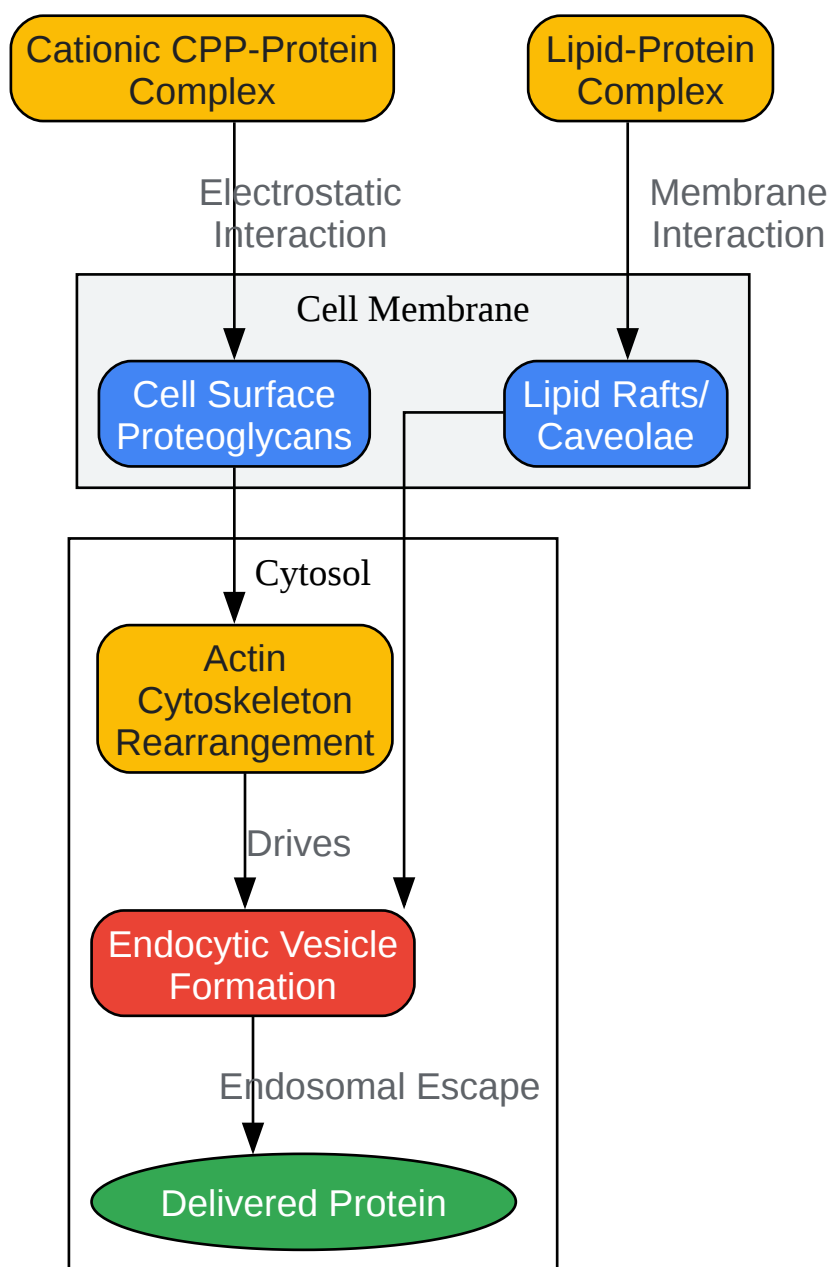 Cationic CPP-Protein
Complex
Lipid-Protein
Complex
Electrostatic
Interaction
Membrane
Interaction
Cell Membrane
Cell Surface
Proteoglycans
Lipid Rafts/
Caveolae
Cytosol
Actin
Cytoskeleton
Rearrangement
Drives
Endocytic Vesicle
Formation
Endosomal Escape
Delivered Protein